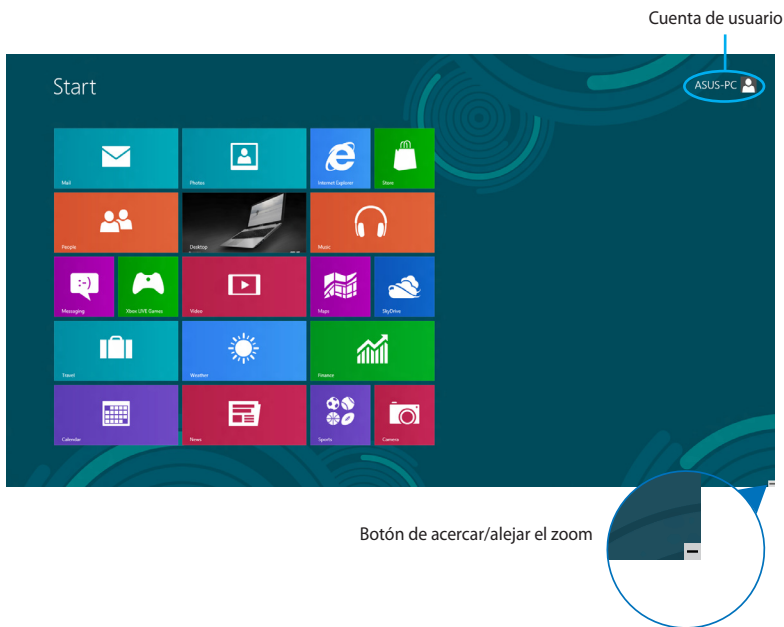 Cuenta de usuario
Start
ASUS-PC
Mail
Photos
Internet Explorer
Store
People
Desktop
Music
Messaging
Xbox LIVE Games
Video
Maps
SkyDrive
Travel
Weather
Finance
Calendar
News
Sports
Camera
Botón de acercar/alejar el zoom